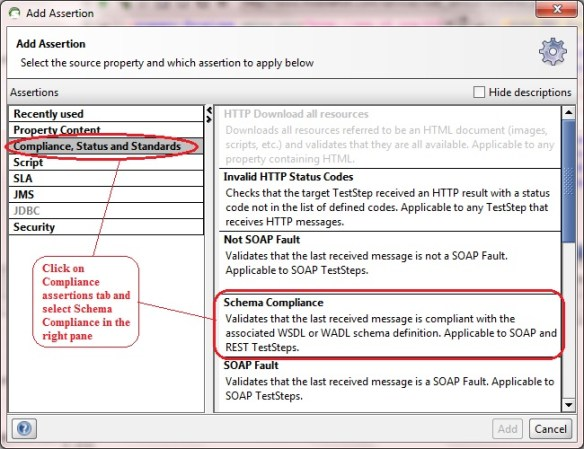 Add Assertion
Add Assertion
Select the source property and which assertion to apply below
Assertions
Hide descriptions
Recently used
Property Content
Compliance, Status and Standards
Script
SLA
JMS
JDBC
Security
Click on
Compliance
assertions tab and
select Schema
Compliance in the
right pane
HTTP Download all resources
Downloads all resources referred to be an HTML document (images,
scripts, etc.) and validates that they are all available. Applicable to any
property containing HTML.
Invalid HTTP Status Codes
Checks that the target TestStep received an HTTP result with a status
code not in the list of defined codes. Applicable to any TestStep that
receives HTTP messages.
Not SOAP Fault
Validates that the last received message is not a SOAP Fault.
Applicable to SOAP TestSteps.
Schema Compliance
Validates that the last received message is compliant with the
associated WSDL or WADL schema definition. Applicable to SOAP and
REST TestSteps.
SOAP Fault
Validates that the last received message is a SOAP Fault. Applicable to
SOAP TestSteps.
Add
Cancel